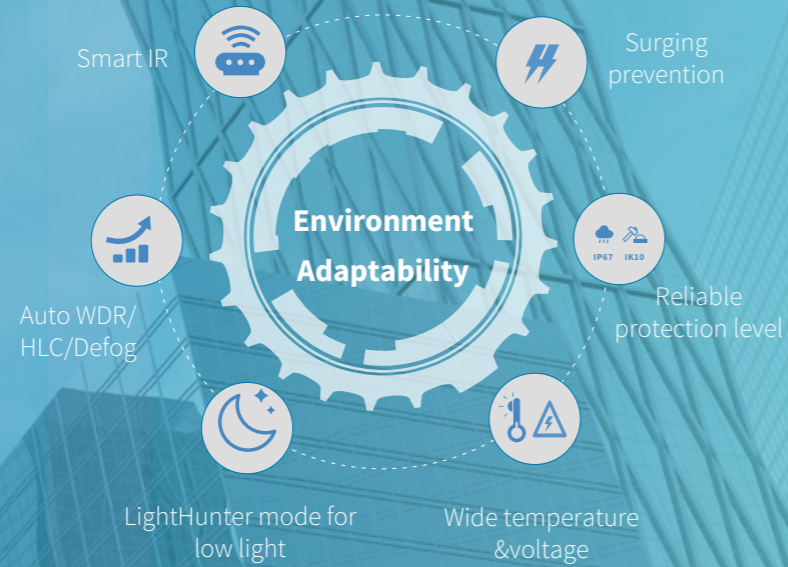 Smart IR
Surging
prevention
Environment
Adaptability
IP67 IK10
Reliable
protection level
Auto WDR/
HLC/Defog
LightHunter mode for
low light
Wide temperature
&voltage